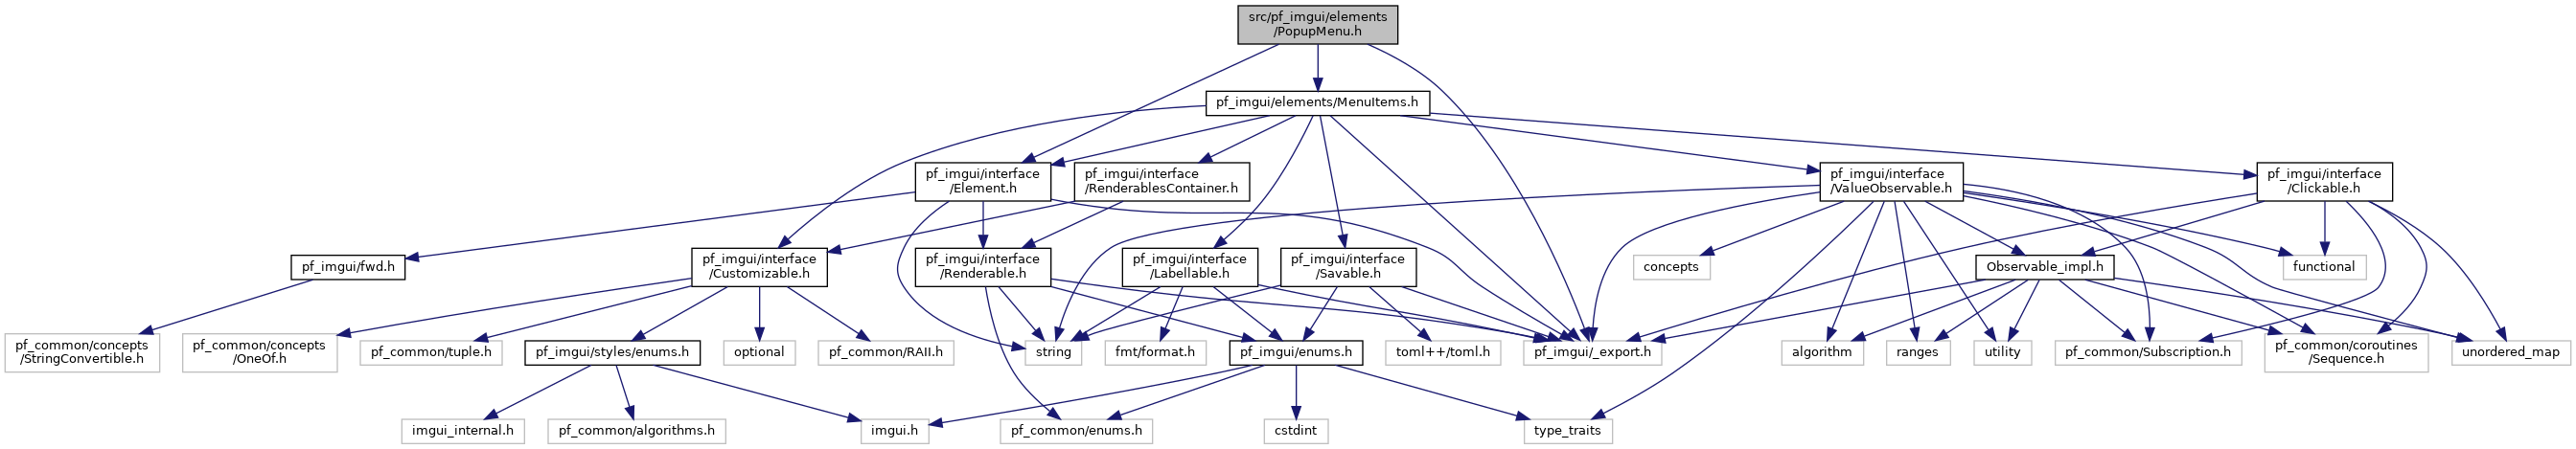 src/pf_imgui/elements
/PopupMenu.h
pf_imgui/elements/MenuItems.h
pf_imgui/interface
/Element.h
pf_imgui/interface
/RenderablesContainer.h
pf_imgui/interface
/ValueObservable.h
pf_imgui/interface
/Clickable.h
pf_imgui/fwd.h
pf_imgui/interface
/Customizable.h
pf_imgui/interface
/Renderable.h
pf_imgui/interface
/Labellable.h
pf_imgui/interface
/Savable.h
concepts
Observable_impl.h
functional
pf_common/concepts
/StringConvertible.h
pf_common/concepts
/OneOf.h
pf_common/tuple.h
pf_imgui/styles/enums.h
optional
pf_common/RAII.h
string
fmt/format.h
pf_imgui/enums.h
toml++/toml.h
pf_imgui/_export.h
algorithm
ranges
utility
pf_common/Subscription.h
pf_common/coroutines
/Sequence.h
unordered_map
imgui_internal.h
pf_common/algorithms.h
imgui.h
pf_common/enums.h
cstdint
type_traits